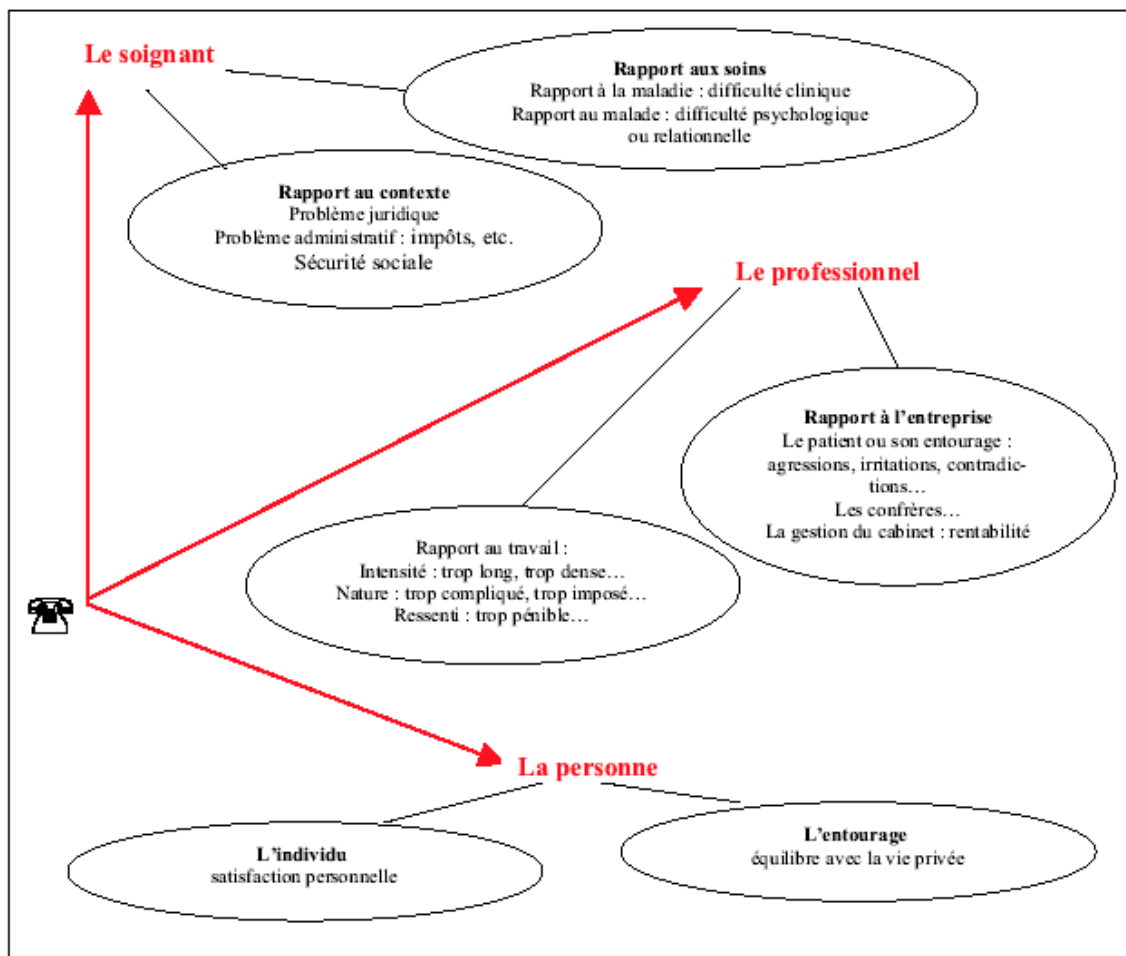 Le soignant
Rapport aux soins
Rapport à la maladie : difficulté clinique
Rapport au malade : difficulté psychologique
ou relationnelle
Rapport au contexte
Problème juridique
Problème administratif : impôts, etc.
Sécurité sociale
Le professionnel
Rapport à l'entreprise
Le patient ou son entourage :
agressions, irritations, contradic-
tions…
Les confrères…
La gestion du cabinet : rentabilité
Rapport au travail :
Intensité : trop long, trop dense…
Nature : trop compliqué, trop imposé…
Ressenti : trop pénible…
La personne
L'individu
satisfaction personnelle
L'entourage
équilibre avec la vie privée